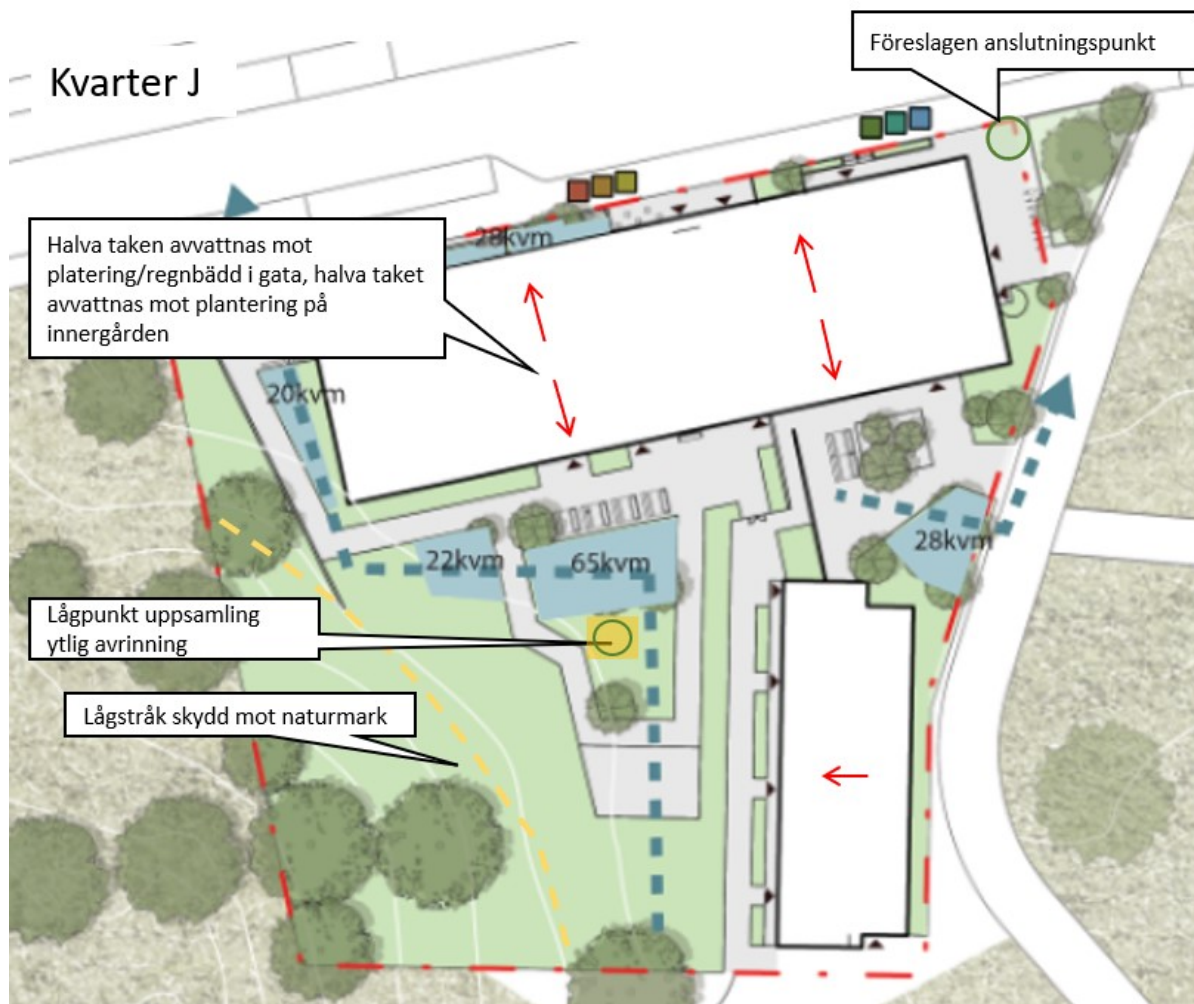 Kvarter J
Föreslagen anslutningspunkt
Halva taken avvattnas mot
platering/regnbädd i gata, halva taket
avvattnas mot plantering på
innergården
28kvm
20kvm
22kvm
65kvm
28kvm
Lågpunkt uppsamling
ytlig avrinning
Lågstråk skydd mot naturmark